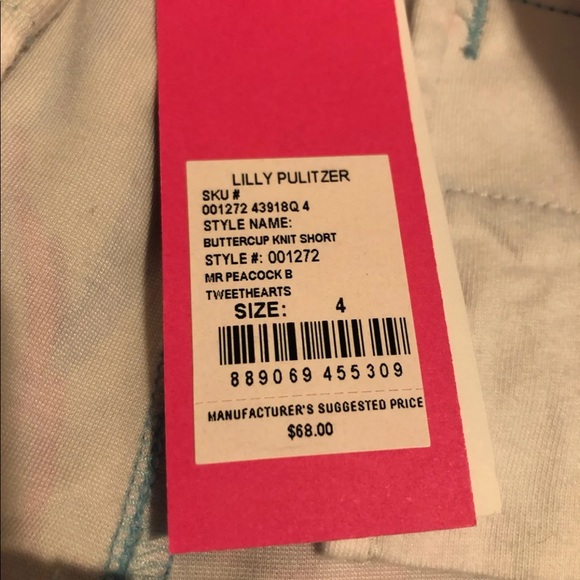 LILLY PULITZER
SKU #
001272 43918Q 4
STYLE NAME:
BUTTERCUP KNIT SHORT
STYLE #: 001272
MR PEACOCK B
TWEETHEARTS
SIZE: 4
889069 455309
MANUFACTURER'S SUGGESTED PRICE
$68.00